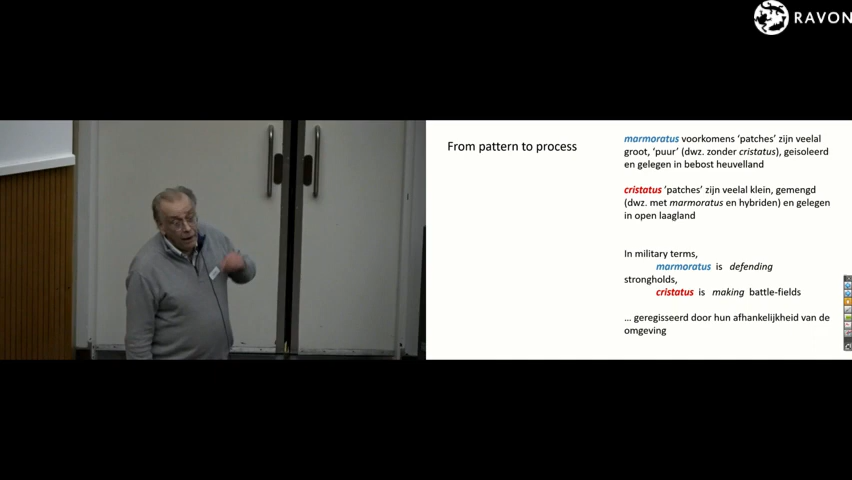 RAVON
From pattern to process
marmoratus voorkomens ‘patches’ zijn veelal
groot, ‘puur’ (dwz. zonder cristatus), geisoleerd
en gelegen in bebost heuvelland
cristatus ‘patches’ zijn veelal klein, gemengd
(dwz. met marmoratus en hybriden) en gelegen
in open laagland
In military terms,
marmoratus is defending
strongholds,
cristatus is making battle-fields
... geregisseerd door hun afhankelijkheid van de
omgeving